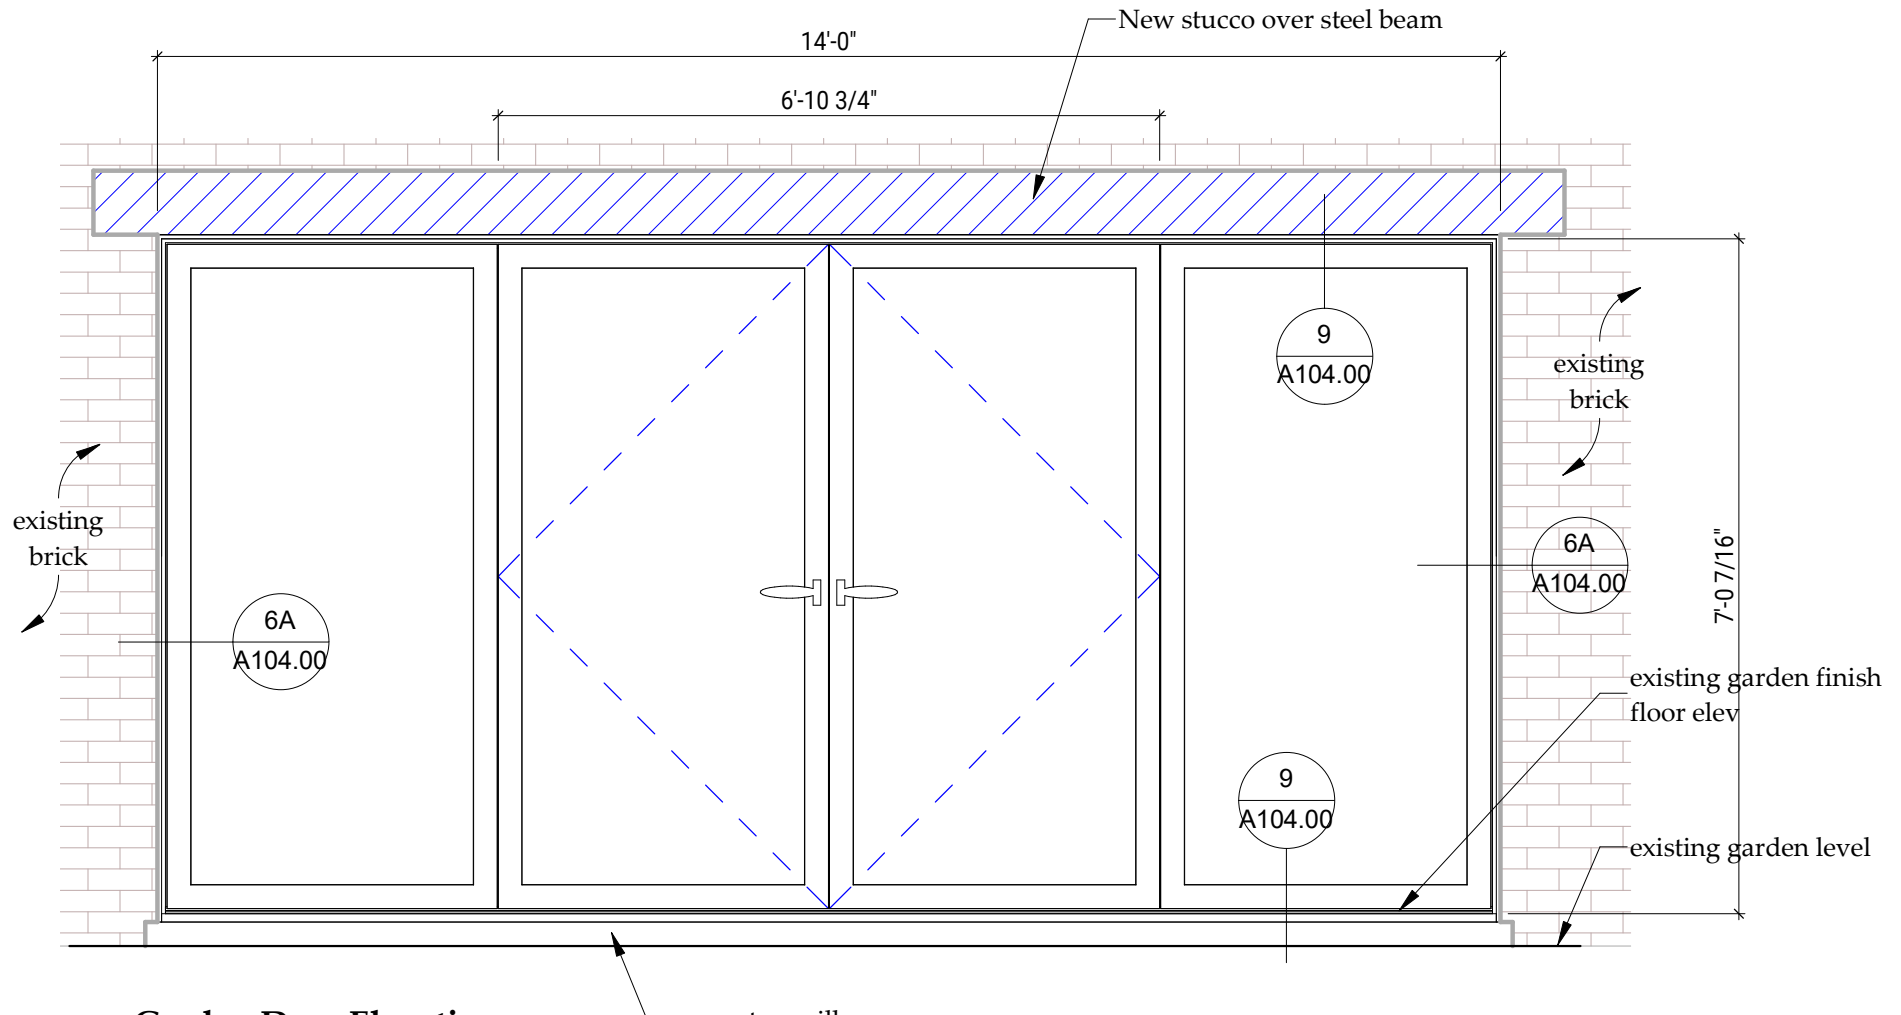 New stucco over steel beam
14'-0"
6'-10 3/4"
9
A104.00
existing
brick
existing
brick
6A
A104.00
7'-0 7/16"
6A
A104.00
existing garden finish
floor elev
9
A104.00
existing garden level